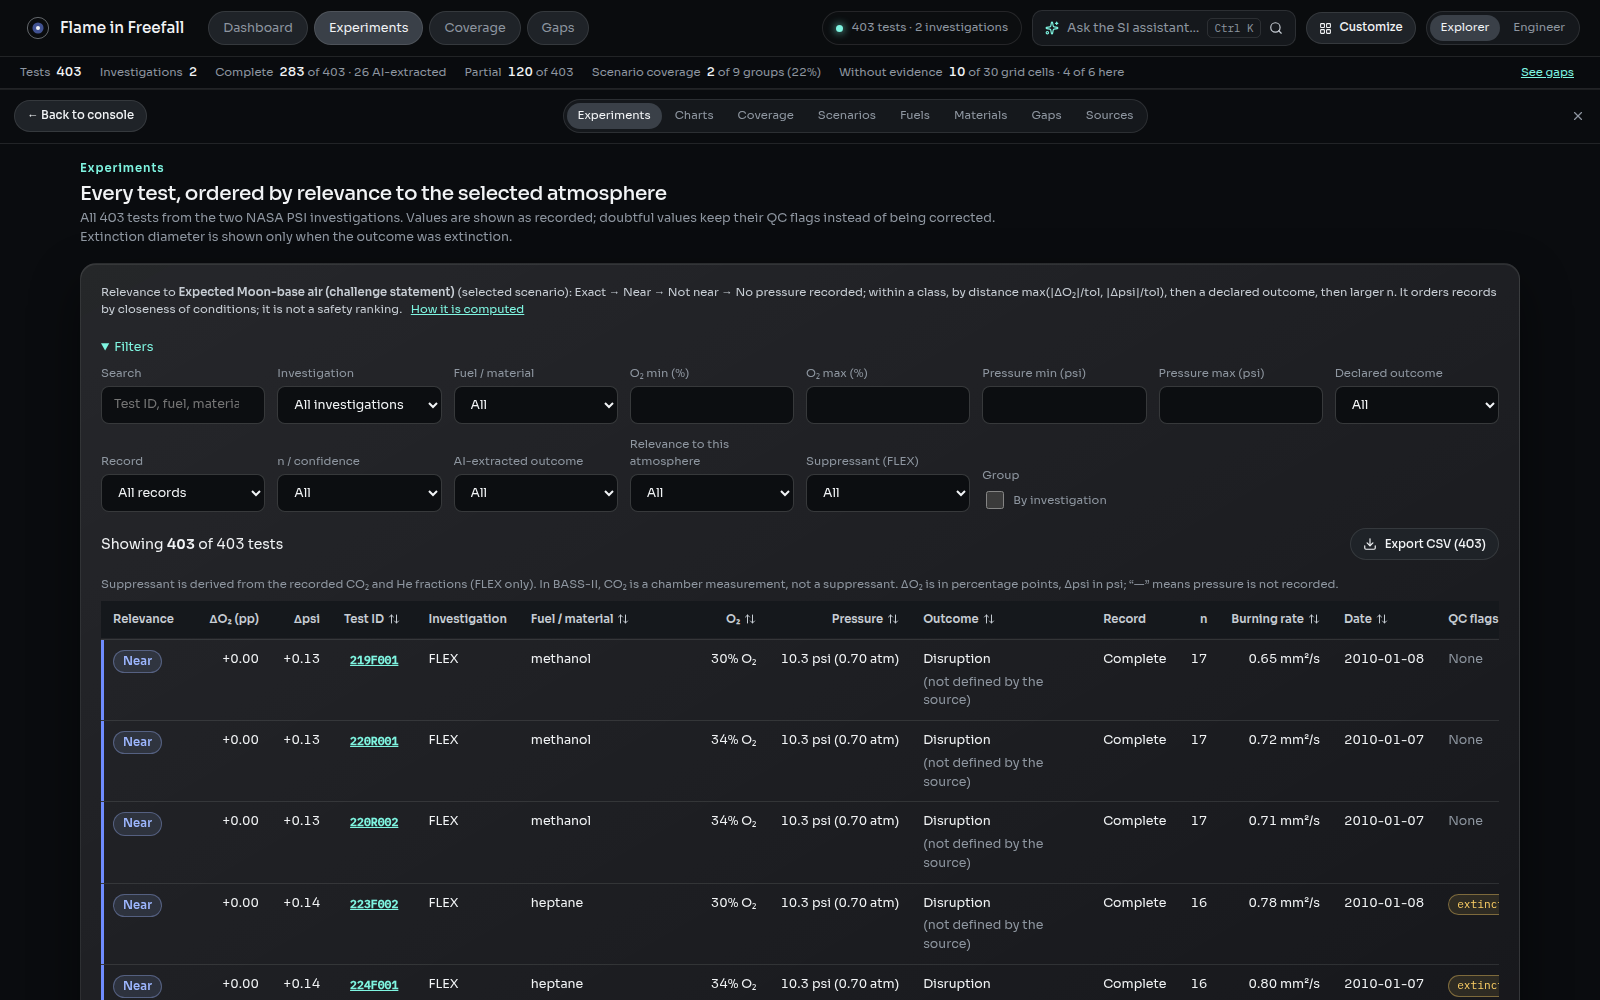 Flame in Freefall
Dashboard
Experiments
Coverage
Gaps
403 tests · 2 investigations
Ask the SI assistant...
Ctrl K
Customize
Explorer
Engineer
Tests 403
Investigations 2
Complete 283 of 403 · 26 AI-extracted
Partial 120 of 403
Scenario coverage 2 of 9 groups (22%)
Without evidence 10 of 30 grid cells · 4 of 6 here
See gaps
← Back to console
Experiments
Charts
Coverage
Scenarios
Fuels
Materials
Gaps
Sources
×
Experiments
Every test, ordered by relevance to the selected atmosphere
All 403 tests from the two NASA PSI investigations. Values are shown as recorded; doubtful values keep their QC flags instead of being corrected.
Extinction diameter is shown only when the outcome was extinction.
Relevance to Expected Moon-base air (challenge statement) (selected scenario): Exact → Near → Not near → No pressure recorded; within a class, by distance max(|ΔO₂|/tol, |Δpsi|/tol), then a declared outcome, then larger n. It orders records
by closeness of conditions; it is not a safety ranking. How it is computed
▼ Filters
Search
Investigation
Fuel / material
O₂ min (%)
O₂ max (%)
Pressure min (psi)
Pressure max (psi)
Declared outcome
Test ID, fuel, materia
All investigations
All
All
Record
n / confidence
AI-extracted outcome
Relevance to this
atmosphere
Suppressant (FLEX)
Group
All records
All
All
All
All
By investigation
Showing 403 of 403 tests
Export CSV (403)
Suppressant is derived from the recorded CO₂ and He fractions (FLEX only). In BASS-II, CO₂ is a chamber measurement, not a suppressant. ΔO₂ is in percentage points, Δpsi in psi; “—” means pressure is not recorded.
Relevance ΔO₂ (pp) Δpsi Test ID ↑↓ Investigation Fuel / material ↑↓ O₂ ↑↓ Pressure ↑↓ Outcome ↑↓ Record n Burning rate ↑↓ Date ↑↓ QC flags
Near +0.00 +0.13 219F001 FLEX methanol 30% O₂ 10.3 psi (0.70 atm) Disruption Complete 17 0.65 mm²/s 2010-01-08 None
(not defined by the
source)
Near +0.00 +0.13 220R001 FLEX methanol 34% O₂ 10.3 psi (0.70 atm) Disruption Complete 17 0.72 mm²/s 2010-01-07 None
(not defined by the
source)
Near +0.00 +0.13 220R002 FLEX methanol 34% O₂ 10.3 psi (0.70 atm) Disruption Complete 17 0.71 mm²/s 2010-01-07 None
(not defined by the
source)
Near +0.00 +0.14 223F002 FLEX heptane 30% O₂ 10.3 psi (0.70 atm) Disruption Complete 16 0.78 mm²/s 2010-01-08 extinc
(not defined by the
source)
Near +0.00 +0.14 224F001 FLEX heptane 34% O₂ 10.3 psi (0.70 atm) Disruption Complete 16 0.80 mm²/s 2010-01-07 extinc